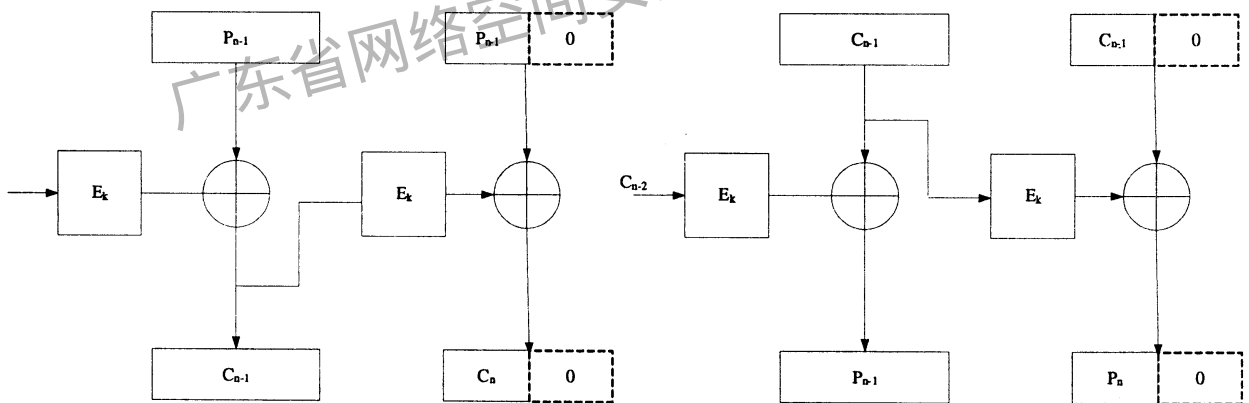 广东省网络空间安
P_{n-1}
P_{n-1} 0
C_{n-1}
C_{n-1} 0
E_k
E_k
C_{n-2}
E_k
E_k
C_{n-1}
C_n 0
P_{n-1}
P_n 0